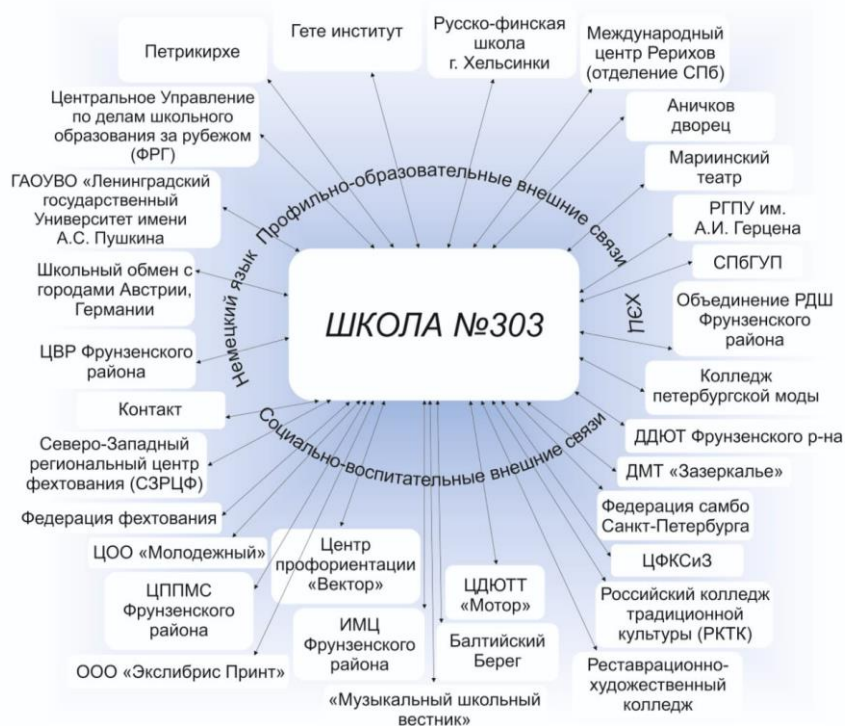 Петрикирхе
Гете институт
Русско-финская
школа
г. Хельсинки
Международный
центр Рерихов
(отделение СПб)
Центральное Управление
по делам школьного
образования за рубежом
(ФРГ)
Аничков
дворец
Мариинский
театр
ГАОУВО «Ленинградский
государственный
Университет имени
А.С. Пушкина
РГПУ им.
А.И. Герцена
СПбГУП
Школьный обмен с
городами Австрии,
Германии
Объединение РДШ
Фрунзенского
района
ЦВР Фрунзенского
района
Колледж
петербургской моды
Немецкий язык
Профильно-образовательные внешние связи
ХЭЦ
ШКОЛА №303
Социально-воспитательные внешние связи
Контакт
ДДЮТ Фрунзенского р-на
Северо-Западный
региональный центр
фехтования (СЗРЦФ)
ДМТ «Зазеркалье»
Федерация фехтования
Федерация самбо
Санкт-Петербурга
ЦОО «Молодежный»
Центр
профориентации
«Вектор»
ЦДЮТТ
«Мотор»
ЦФКСиЗ
ЦППМС
Фрунзенского
района
ИМЦ
Фрунзенского
района
Балтийский
Берег
Российский колледж
традиционной
культуры (РКТК)
ООО «Экслибрис Принт»
«Музыкальный школьный
вестник»
Реставрационно-
художественный
колледж